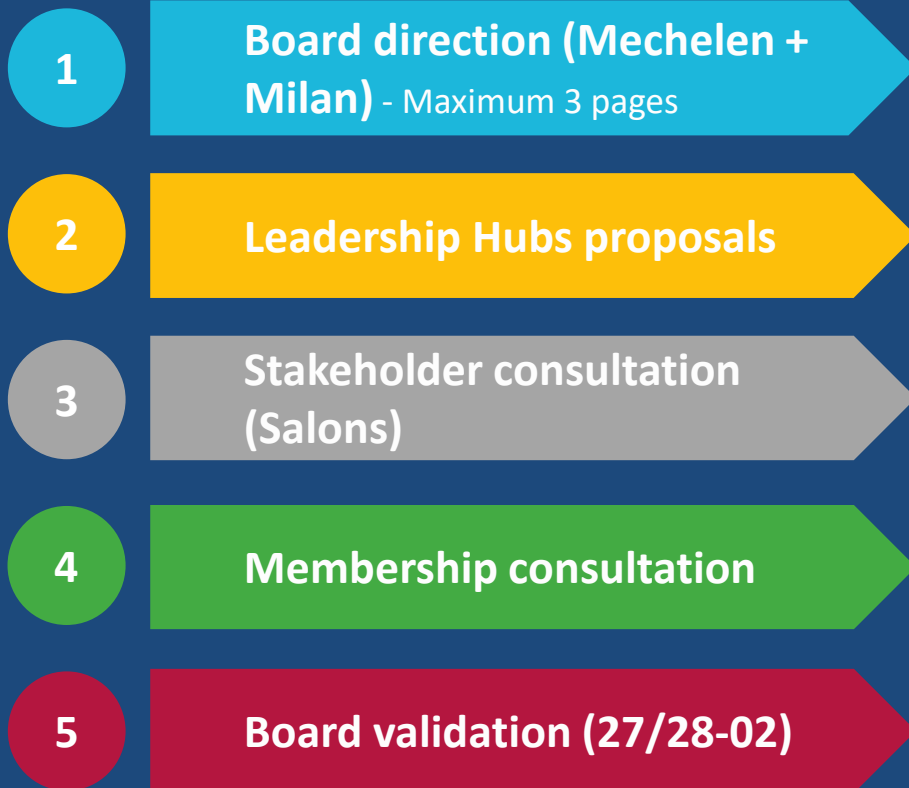 1
Board direction (Mechelen +
Milan) - Maximum 3 pages
2
Leadership Hubs proposals
3
Stakeholder consultation
(Salons)
4
Membership consultation
5
Board validation (27/28-02)